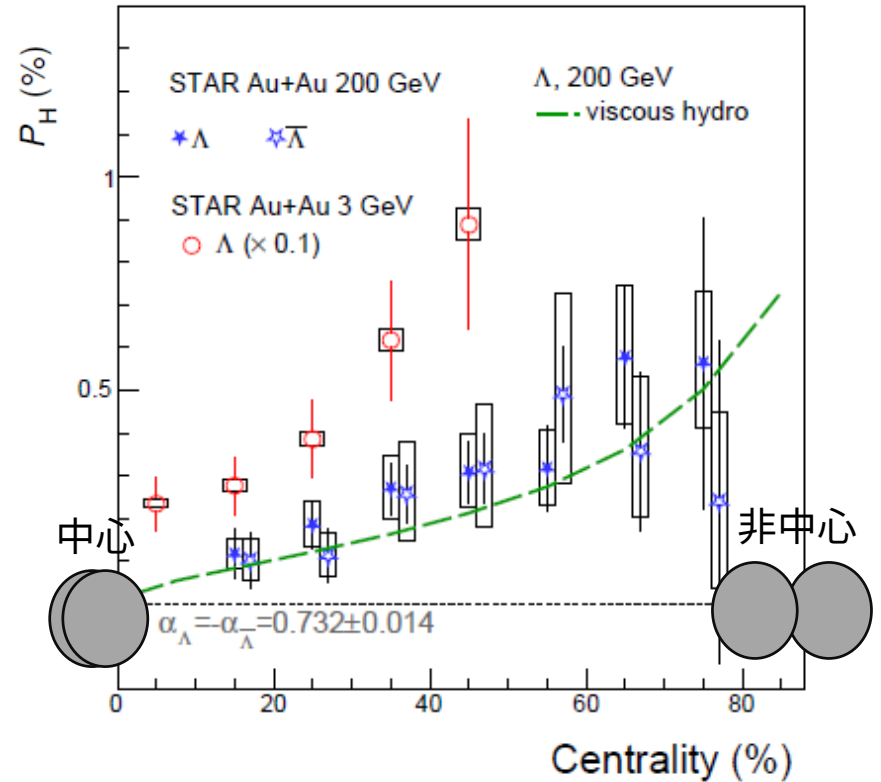 P_H (%)
STAR Au+Au 200 GeV
★Λ ☆Λ̅
STAR Au+Au 3 GeV
○ Λ (× 0.1)
Λ, 200 GeV
viscous hydro
1
0.5
中心
非中心
α_Λ=-α_Λ̅=0.732±0.014
0 20 40 60 80
Centrality (%)